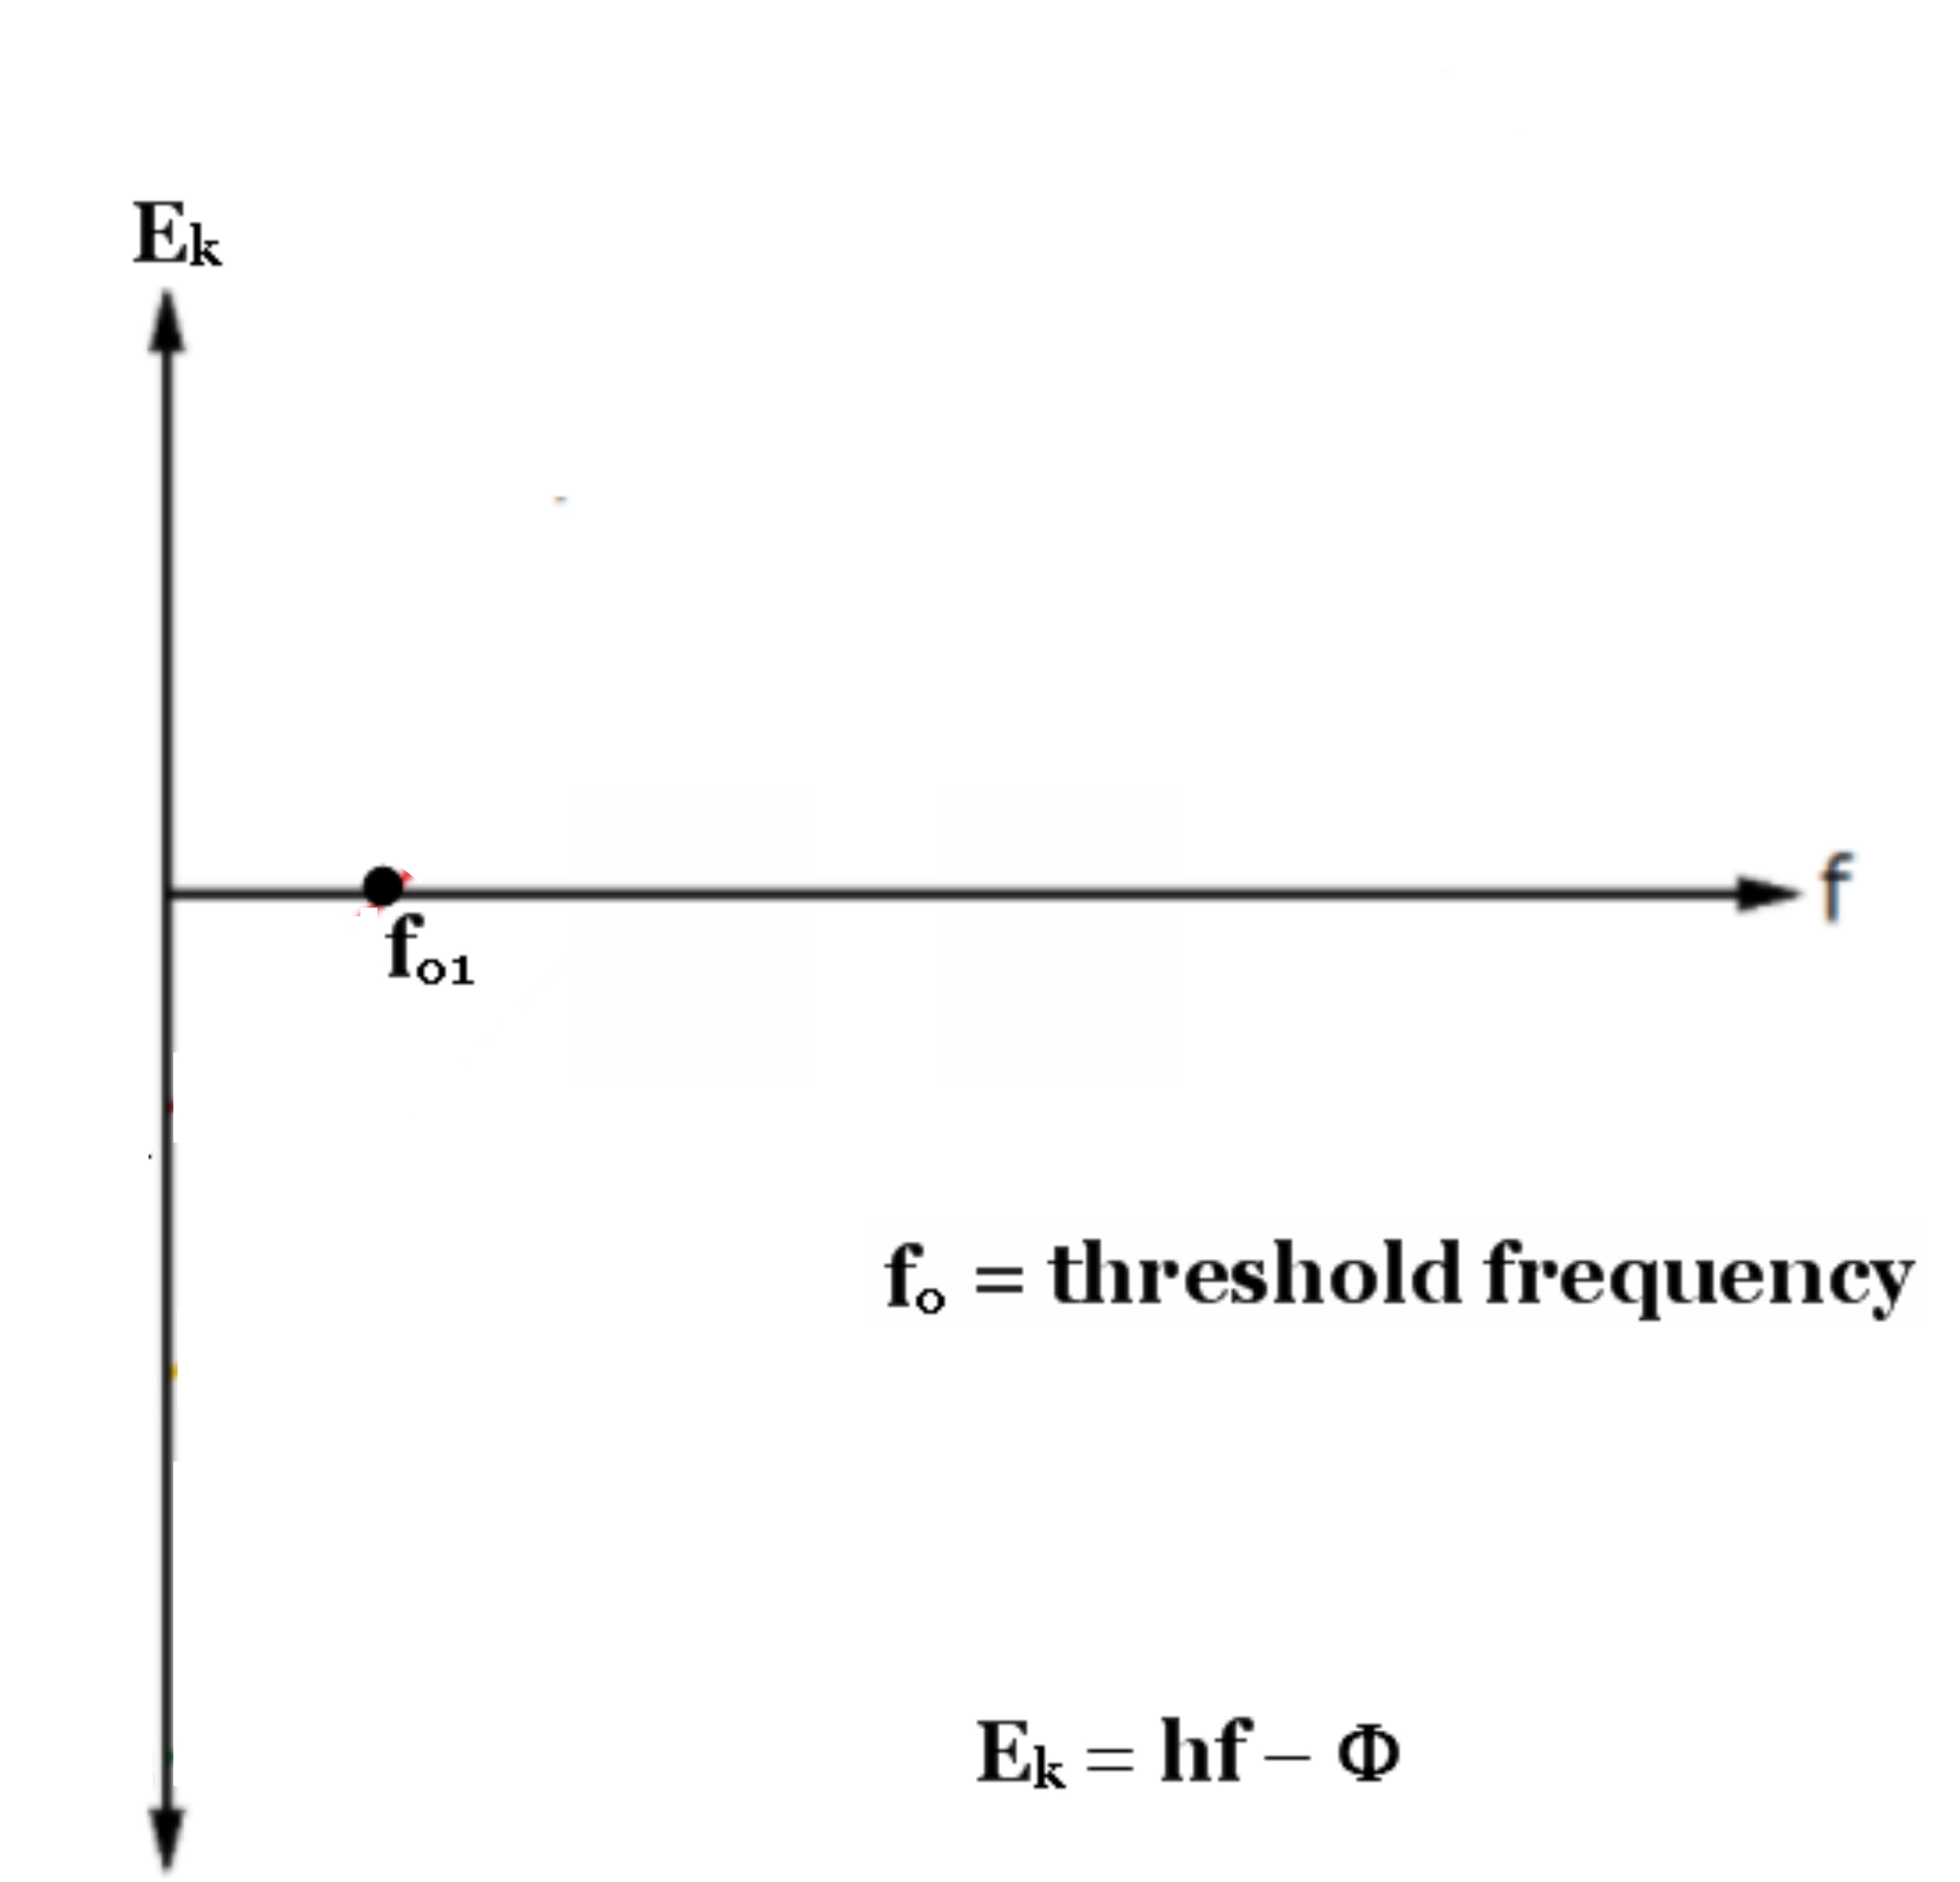 Eₖ
f
fₒ₁
fₒ = threshold frequency
Eₖ = hf – Φ